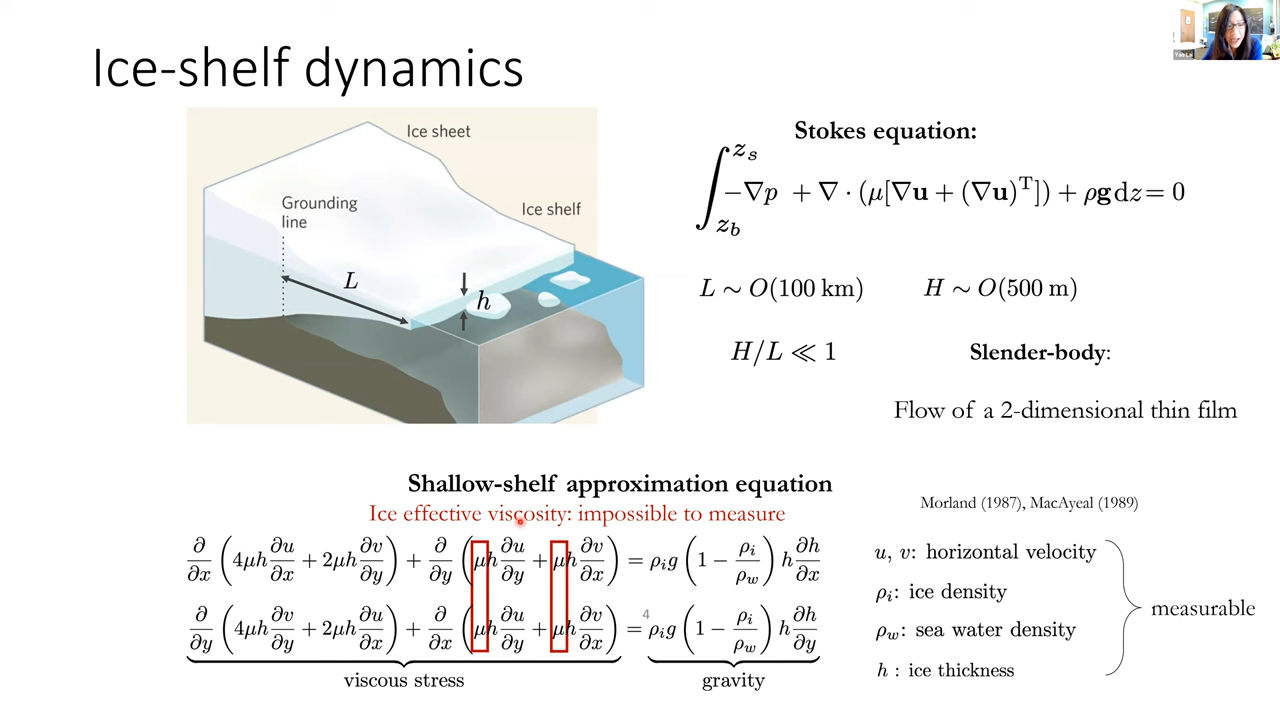 Ice-shelf dynamics
Ice sheet
Grounding
line
Ice shelf
L
h
Stokes equation:
∫_{z_b}^{z_s} −∇p + ∇ · (μ[∇u + (∇u)^T]) + ρg dz = 0
L ∼ O(100 km) H ∼ O(500 m)
H/L ≪ 1 Slender-body:
Flow of a 2-dimensional thin film
Shallow-shelf approximation equation
Morland (1987), MacAyeal (1989)
Ice effective viscosity: impossible to measure
∂/∂x (4μh ∂u/∂x + 2μh ∂v/∂y) + ∂/∂y (μh ∂u/∂y + μh ∂v/∂x) = ρ_i g (1 − ρ_i/ρ_w) h ∂h/∂x
∂/∂y (4μh ∂v/∂y + 2μh ∂u/∂x) + ∂/∂x (μh ∂u/∂y + μh ∂v/∂x) = ρ_i g (1 − ρ_i/ρ_w) h ∂h/∂y
4
viscous stress gravity
u, v: horizontal velocity
ρ_i: ice density
ρ_w: sea water density
h : ice thickness
measurable